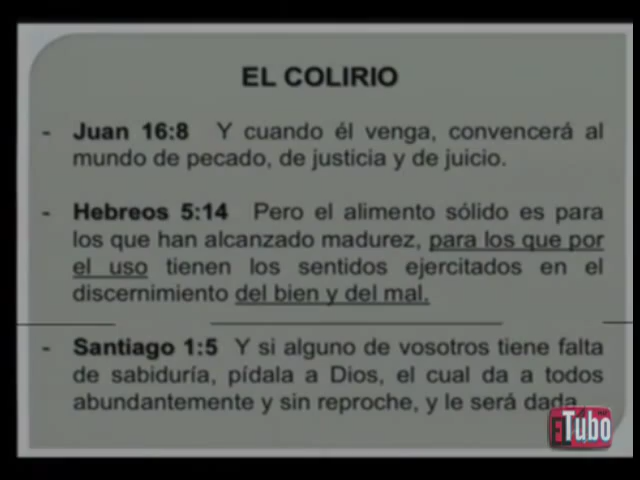 EL COLIRIO
- Juan 16:8 Y cuando él venga, convencerá al
mundo de pecado, de justicia y de juicio.
- Hebreos 5:14 Pero el alimento sólido es para
los que han alcanzado madurez, para los que por
el uso tienen los sentidos ejercitados en el
discernimiento del bien y del mal.
- Santiago 1:5 Y si alguno de vosotros tiene falta
de sabiduría, pídala a Dios, el cual da a todos
abundantemente y sin reproche, y le será dada.
ElTubo